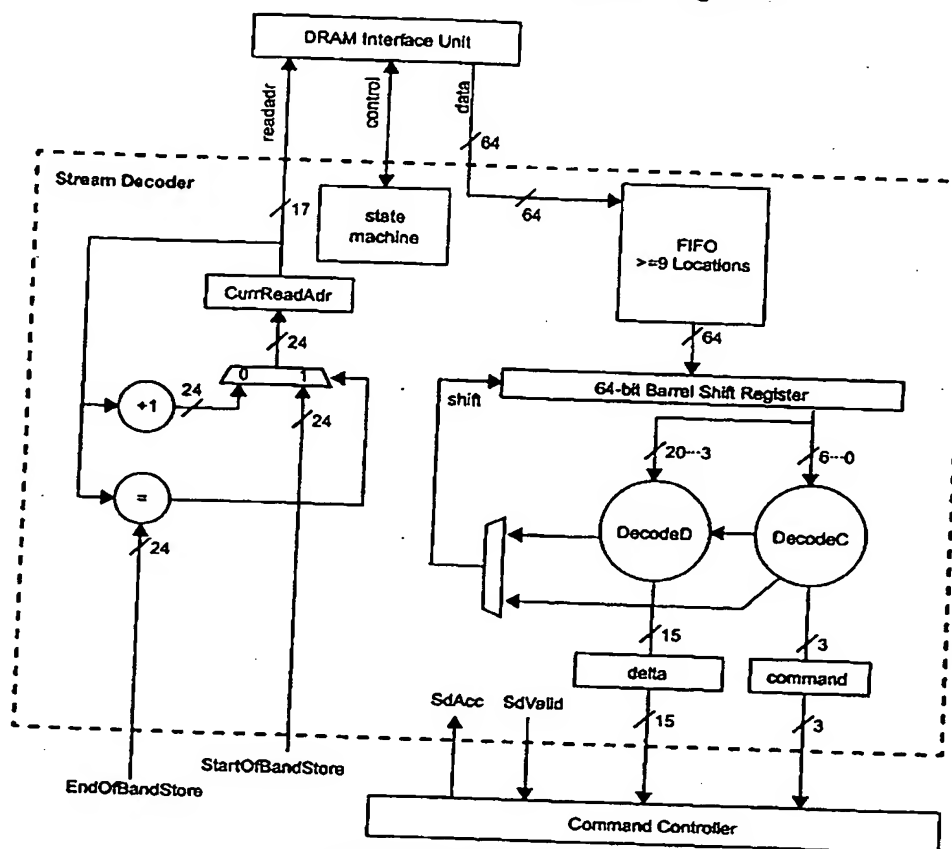 DRAM Interface Unit
readadr
control
data
64
Stream Decoder
17
state
machine
64
FIFO
>=9 Locations
CurrReadAdr
64
24
0 1
64-bit Barrel Shift Register
shift
+1
24
24
20---3
6---0
=
DecodeD
DecodeC
24
15
3
delta
command
SdAcc
SdValid
15
3
StartOfBandStore
EndOfBandStore
Command Controller